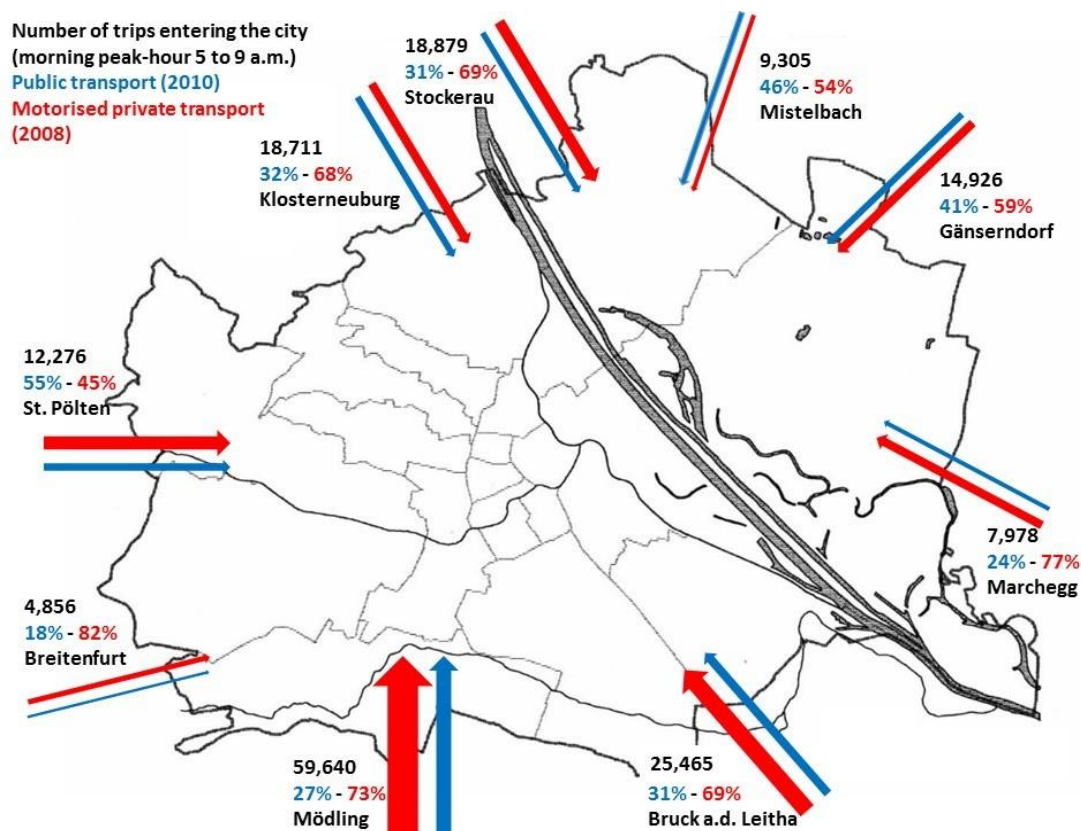 Number of trips entering the city
(morning peak-hour 5 to 9 a.m.)
Public transport (2010)
Motorised private transport
(2008)
18,879
31% - 69%
Stockerau
9,305
46% - 54%
Mistelbach
18,711
32% - 68%
Klosterneuburg
14,926
41% - 59%
Gänserndorf
12,276
55% - 45%
St. Pölten
7,978
24% - 77%
Marchegg
4,856
18% - 82%
Breitenfurt
59,640
27% - 73%
Mödling
25,465
31% - 69%
Bruck a.d. Leitha